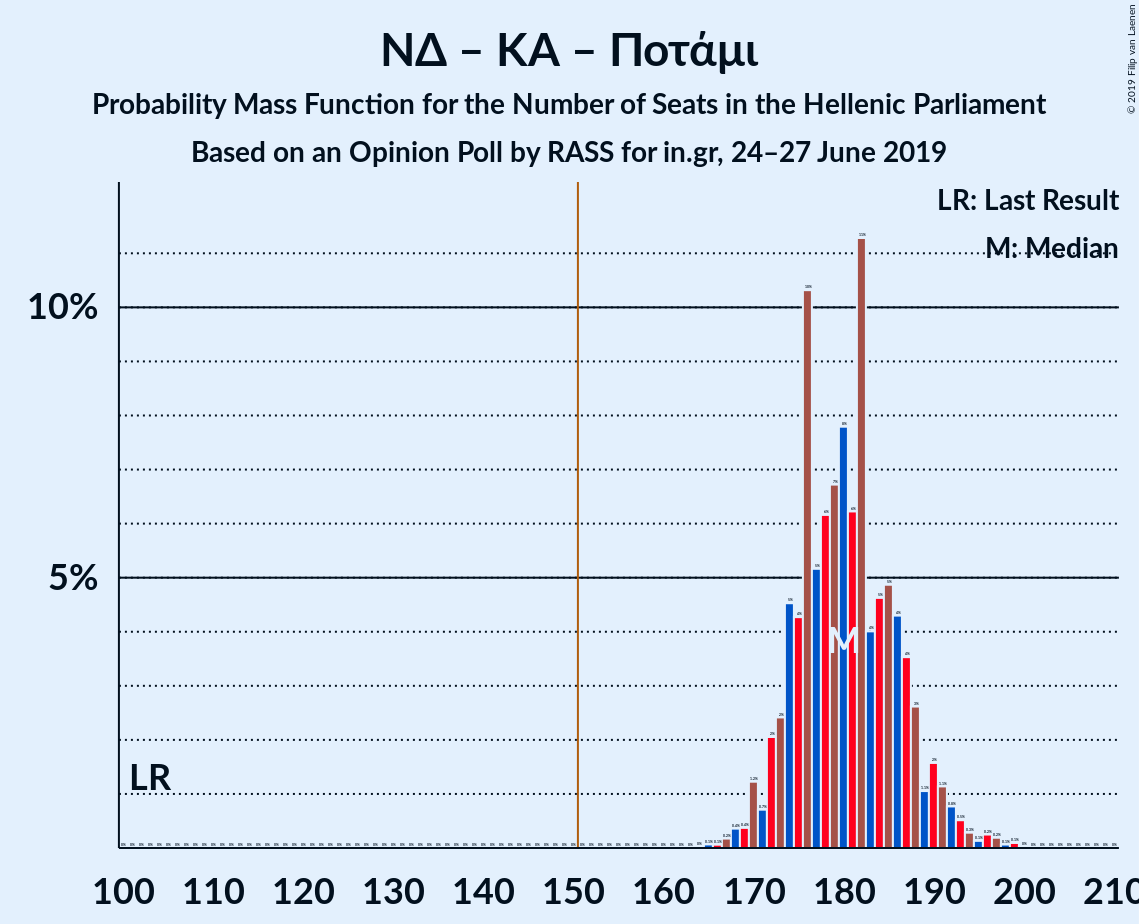 ΝΔ – ΚΑ – Ποτάμι
Probability Mass Function for the Number of Seats in the Hellenic Parliament
Based on an Opinion Poll by RASS for in.gr, 24–27 June 2019
© 2019 Filip van Laenen
LR: Last Result
M: Median
10%
5%
LR
M
100 110 120 130 140 150 160 170 180 190 200 210